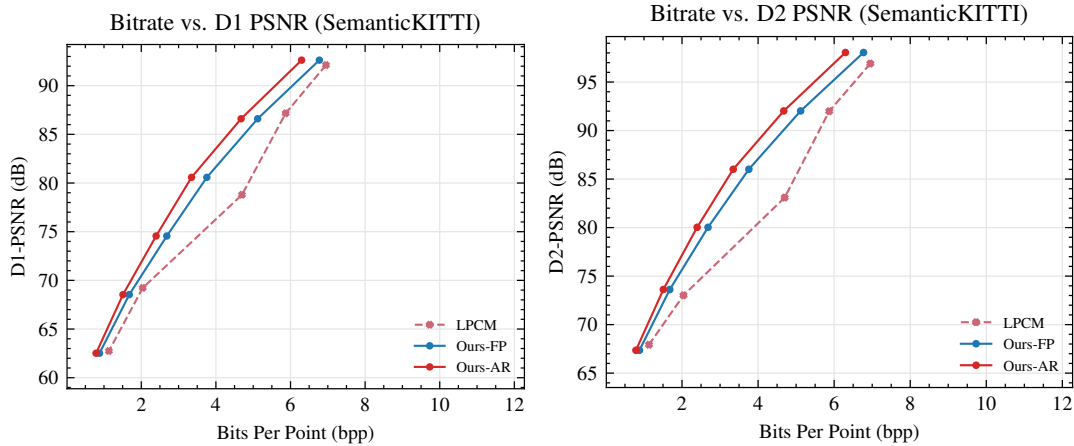 Bitrate vs. D1 PSNR (SemanticKITTI)
D1-PSNR (dB)
90
85
80
75
70
65
60
LPCM
Ours-FP
Ours-AR
2 4 6 8 10 12
Bits Per Point (bpp)
Bitrate vs. D2 PSNR (SemanticKITTI)
D2-PSNR (dB)
95
90
85
80
75
70
65
LPCM
Ours-FP
Ours-AR
2 4 6 8 10 12
Bits Per Point (bpp)